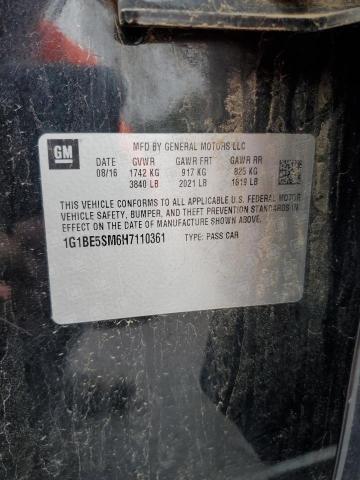 GM
MFD BY GENERAL MOTORS LLC
DATE GVWR GAWR FRT GAWR RR
08/16 1742 KG 917 KG 825 KG
3840 LB 2021 LB 1819 LB
THIS VEHICLE CONFORMS TO ALL APPLICABLE U.S. FEDERAL MOTOR
VEHICLE SAFETY, BUMPER, AND THEFT PREVENTION STANDARDS IN
EFFECT ON THE DATE OF MANUFACTURE SHOWN ABOVE.
1G1BE5SM6H7110361 TYPE: PASS CAR